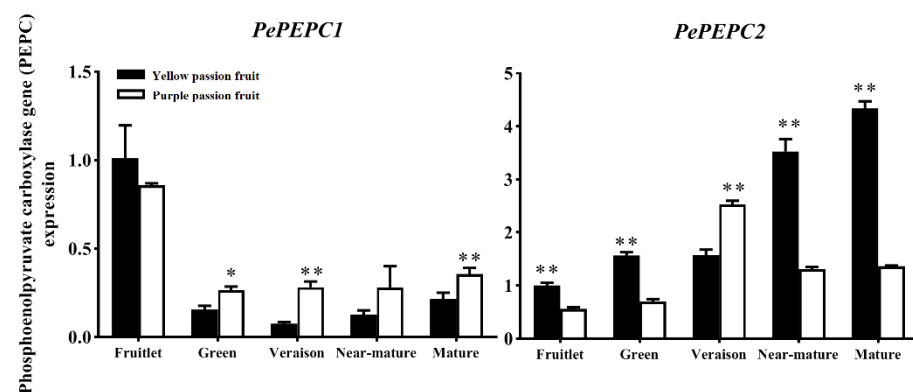 PePEPC1
PePEPC2
Phosphoenolpyruvate carboxylase gene (PEPC)
expression
Yellow passion fruit
Purple passion fruit
1.5
1.0
0.5
0.0
*
**
**
Fruitlet Green Veraison Near-mature Mature
5
4
3
2
1
0
**
**
**
**
**
Fruitlet Green Veraison Near-mature Mature